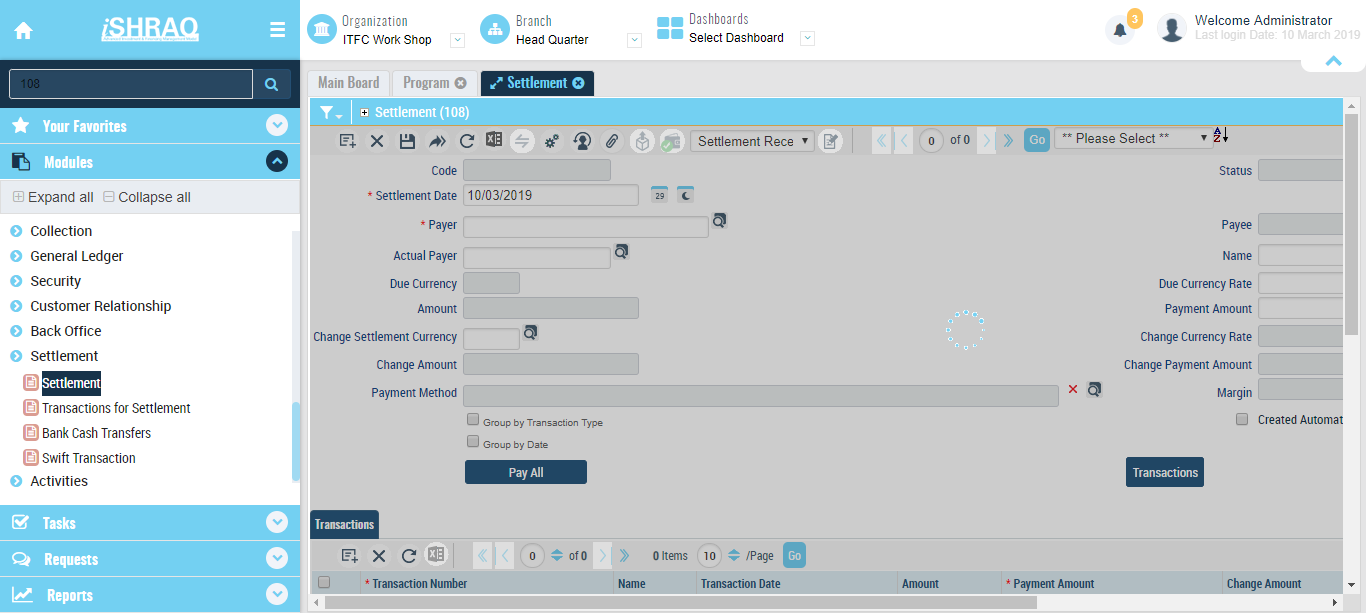 iSHRAQ
Organization
ITFC Work Shop
Branch
Head Quarter
Dashboards
Select Dashboard
3
Welcome Administrator
Last login Date: 10 March 2019
108
Main Board
Program
Settlement
Your Favorites
Modules
Expand all
Collapse all
Collection
General Ledger
Security
Customer Relationship
Back Office
Settlement
Settlement
Transactions for Settlement
Bank Cash Transfers
Swift Transaction
Activities
Tasks
Requests
Reports
Settlement (108)
Settlement Rece
0
of 0
Go
** Please Select **
Code
Status
* Settlement Date
10/03/2019
29
* Payer
Payee
Actual Payer
Name
Due Currency
Due Currency Rate
Amount
Payment Amount
Change Settlement Currency
Change Currency Rate
Change Amount
Change Payment Amount
Payment Method
Margin
Group by Transaction Type
Created Automat
Group by Date
Pay All
Transactions
Transactions
0
of 0
0 Items
10
/Page
Go
* Transaction Number
Name
Transaction Date
Amount
* Payment Amount
Change Amount